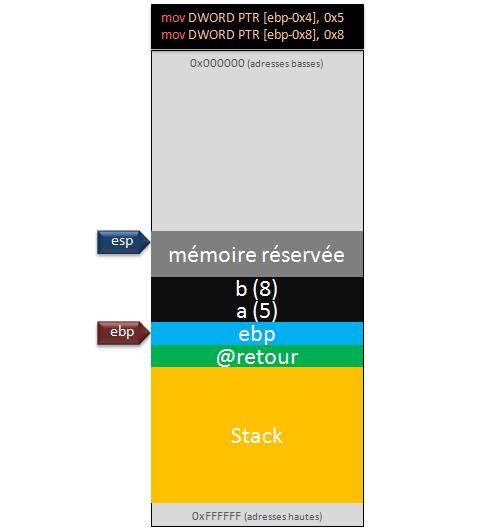 mov DWORD PTR [ebp-0x4], 0x5
mov DWORD PTR [ebp-0x8], 0x8
0x000000 (adresses basses)
esp
mémoire réservée
b (8)
a (5)
ebp
ebp
@retour
Stack
0xFFFFFF (adresses hautes)